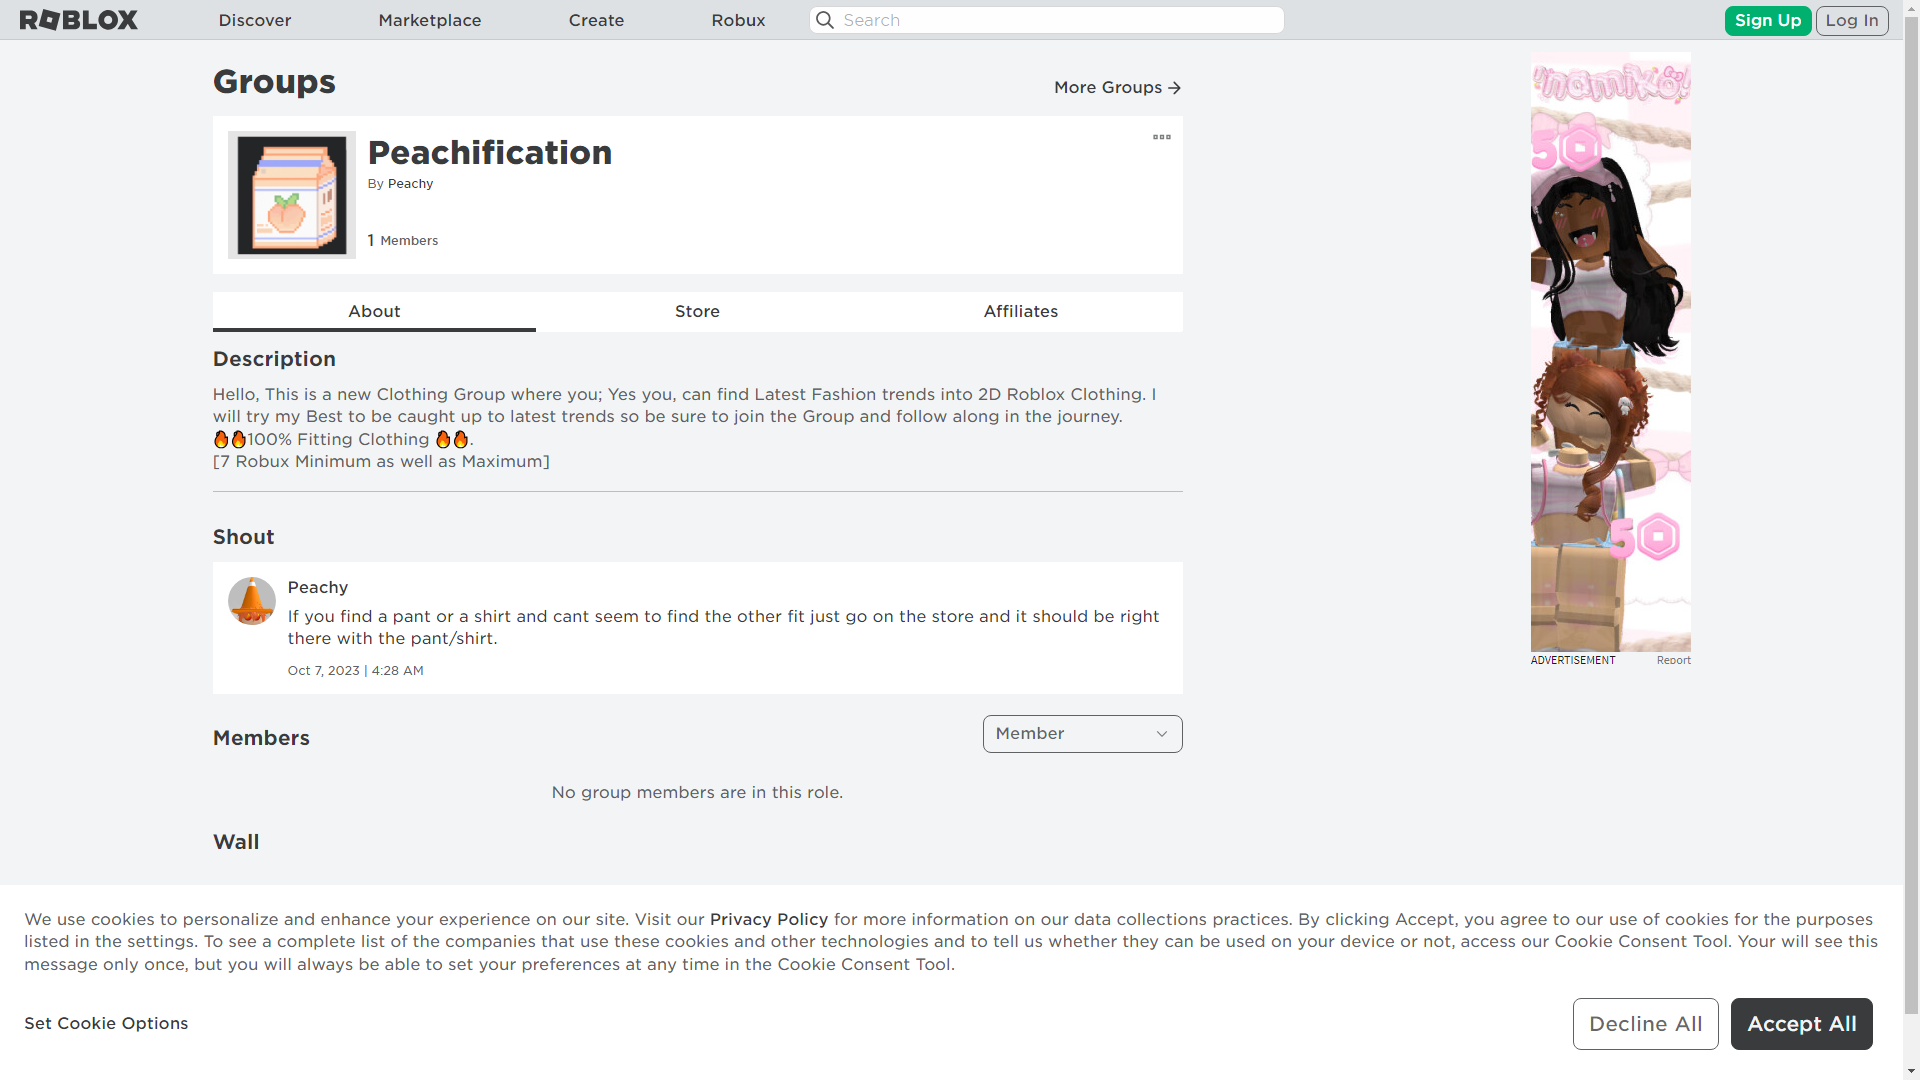 ROBLOX
Discover
Marketplace
Create
Robux
Search
Sign Up
Log In
Groups
More Groups
Peachification
By Peachy
1 Members
About
Store
Affiliates
Description
Hello, This is a new Clothing Group where you; Yes you, can find Latest Fashion trends into 2D Roblox Clothing. I
will try my Best to be caught up to latest trends so be sure to join the Group and follow along in the journey.
🔥🔥100% Fitting Clothing 🔥🔥.
[7 Robux Minimum as well as Maximum]
Shout
Peachy
If you find a pant or a shirt and cant seem to find the other fit just go on the store and it should be right
there with the pant/shirt.
Oct 7, 2023 | 4:28 AM
Members
Member
No group members are in this role.
Wall
"namiko!
50
50
ADVERTISEMENT
Report
We use cookies to personalize and enhance your experience on our site. Visit our Privacy Policy for more information on our data collections practices. By clicking Accept, you agree to our use of cookies for the purposes
listed in the settings. To see a complete list of the companies that use these cookies and other technologies and to tell us whether they can be used on your device or not, access our Cookie Consent Tool. Your will see this
message only once, but you will always be able to set your preferences at any time in the Cookie Consent Tool.
Set Cookie Options
Decline All
Accept All